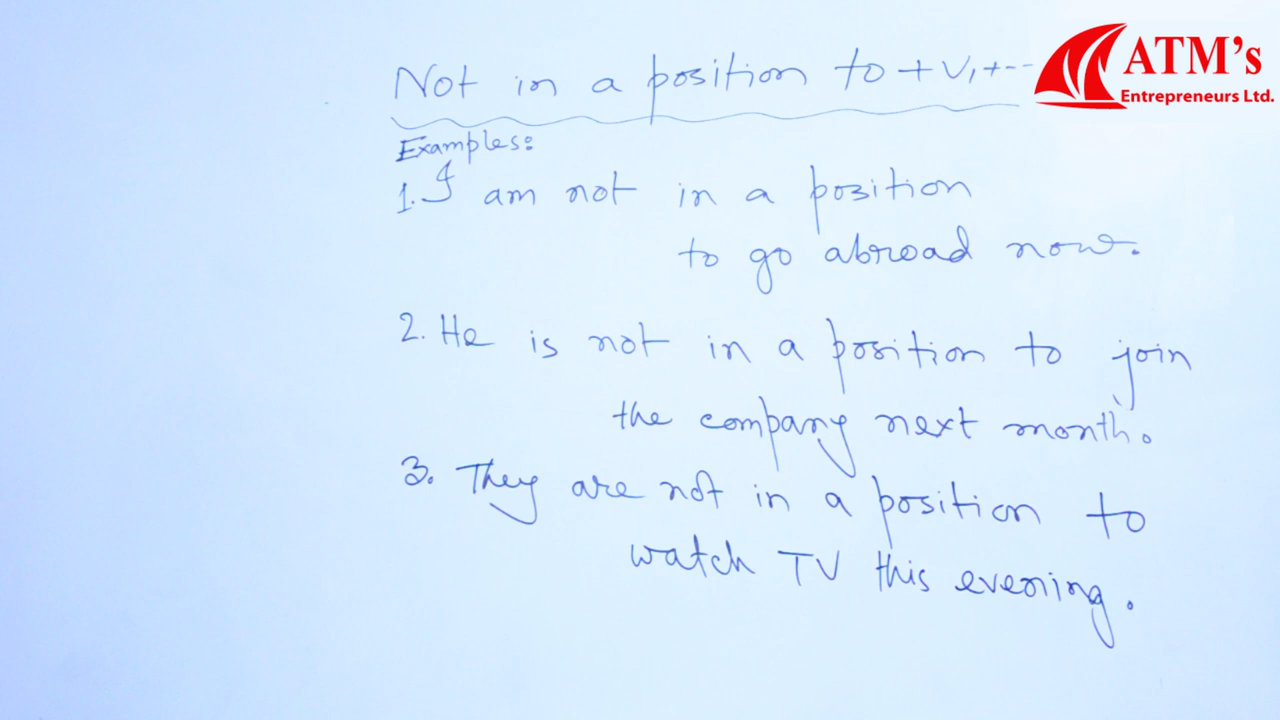 Not in a position to + V1 + ---
ATM's
Entrepreneurs Ltd.
Examples:
1. I am not in a position
to go abroad now.
2. He is not in a position to join
the company next month.
3. They are not in a position to
watch TV this evening.